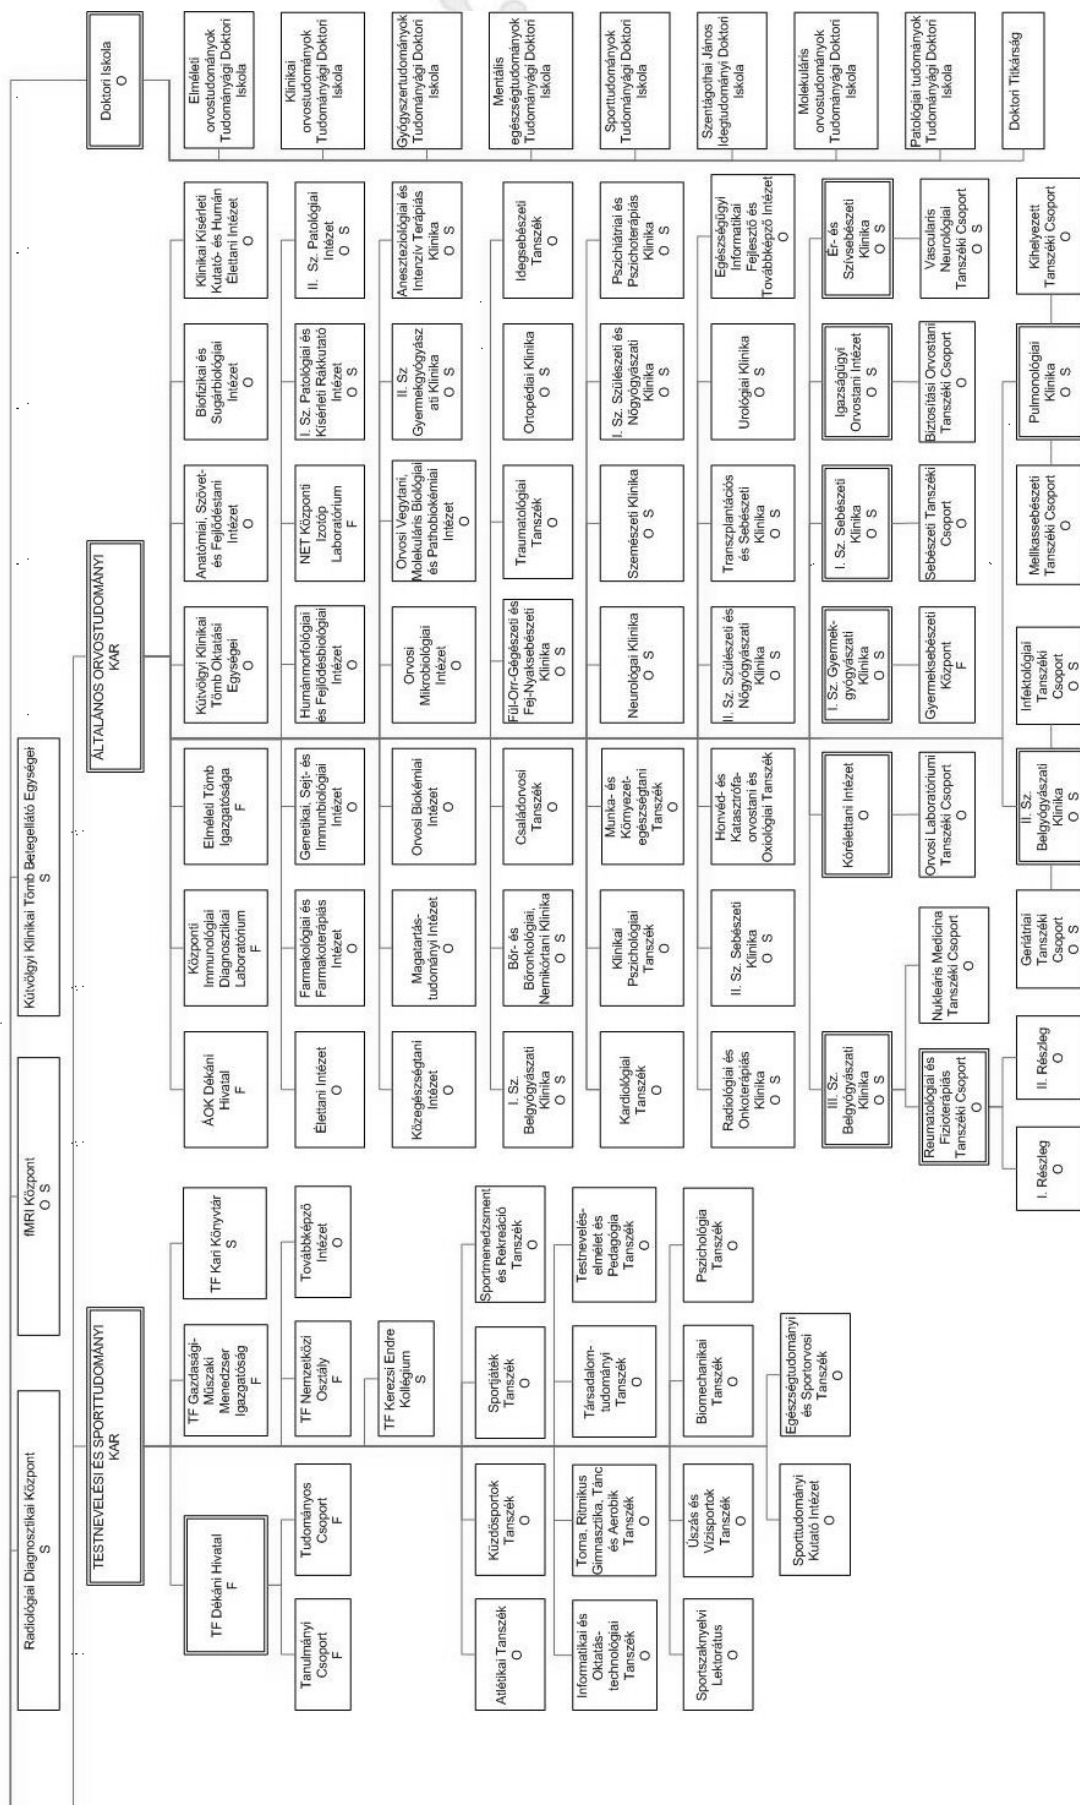 Radiológiai Diagnosztikai Központ
S
fMRI Központ
O S
Kútvölgyi Klinikai Tömb Betegellátó Egységei
S
TESTNEVELÉSI ÉS SPORTTUDOMÁNYI
KAR
ÁLTALÁNOS ORVOSTUDOMÁNYI
KAR
Doktori Iskola
O
TF Dékáni Hivatal
F
TF Gazdasági-
Műszaki
Menedzser
Igazgatóság
F
TF Kari Könyvtár
S
Tanulmányi
Csoport
F
Tudományos
Csoport
F
TF Nemzetközi
Osztály
F
Továbbképző
Intézet
O
TF Kerezsi Endre
Kollégium
S
Atlétikai Tanszék
O
Küzdősportok
Tanszék
O
Sportjáték
Tanszék
O
Sportmenedzsment
és Rekreáció
Tanszék
O
Informatikai és
Oktatás-
technológiai
Tanszék
O
Torna, Ritmikus
Gimnasztika, Tánc
és Aerobik
Tanszék
O
Társadalom-
tudományi
Tanszék
O
Testnevelés-
elmélet és
Pedagógia
Tanszék
O
Sportszaknyelvi
Lektorátus
O
Úszás és
Vízisportok
Tanszék
O
Biomechanikai
Tanszék
O
Pszichológia
Tanszék
O
Sporttudományi
Kutató Intézet
O
Egészségtudományi
és Sportorvosi
Tanszék
O
ÁOK Dékáni
Hivatal
F
Központi
Immunológiai
Diagnosztikai
Laboratórium
F
Elméleti Tömb
Igazgatósága
F
Kútvölgyi Klinikai
Tömb Oktatási
Egységei
O
Anatómiai, Szövet-
és Fejlődéstani
Intézet
O
Biofizikai és
Sugárbiológiai
Intézet
O
Klinikai Kísérleti
Kutató- és Humán
Élettani Intézet
O
Élettani Intézet
O
Farmakológiai és
Farmakoterápiás
Intézet
O
Genetikai, Sejt- és
Immunbiológiai
Intézet
O
Humánmorfológiai
és Fejlődésbiológiai
Intézet
O
NET Központi
Izotóp
Laboratórium
F
I. Sz. Patológiai és
Kísérleti Rákkutató
Intézet
O S
II. Sz. Patológiai
Intézet
O S
Közegészségtani
Intézet
O
Magatartás-
tudományi Intézet
O
Orvosi Biokémiai
Intézet
O
Orvosi
Mikrobiológiai
Intézet
O
Orvosi Vegytani,
Molekuláris Biológiai
és Pathobiokémiai
Intézet
O
II. Sz
Gyermekgyógyász
ati Klinika
O S
Aneszteziológiai és
Intenzív Terápiás
Klinika
O S
I. Sz.
Belgyógyászati
Klinika
O S
Bőr- és
Bőronkológiai,
Nemikórtani Klinika
O S
Családorvosi
Tanszék
O
Fül-Orr-Gégészeti és
Fej-Nyaksebészeti
Klinika
O S
Traumatológiai
Tanszék
O
Ortopédiai Klinika
O S
Idegsebészeti
Tanszék
O
Kardiológiai
Tanszék
O
Klinikai
Pszichológiai
Tanszék
O
Munka- és
Környezet-
egészségtani
Tanszék
O
Neurológai Klinika
O S
Szemészeti Klinika
O S
I. Sz. Szülészeti és
Nőgyógyászati
Klinika
O S
Pszichiátriai és
Pszichoterápiás
Klinika
O S
Radiológiai és
Onkoterápiás
Klinika
O S
II. Sz. Sebészeti
Klinika
O S
Honvéd- és
Katasztrófa-
orvostani és
Oxiológiai Tanszék
O
II. Sz. Szülészeti és
Nőgyógyászati
Klinika
O S
Transzplantációs
és Sebészeti
Klinika
O S
Urológiai Klinika
O S
Egészségügyi
Informatikai
Fejlesztő és
Továbbképző Intézet
O
III. Sz.
Belgyógyászati
Klinika
O S
Kórélettani Intézet
O
I. Sz. Gyermek-
gyógyászati
Klinika
O S
I. Sz. Sebészeti
Klinika
O S
Igazságügyi
Orvostani Intézet
O S
Ér- és
Szívsebészeti
Klinika
O S
Reumatológiai és
Fizioterápiás
Tanszéki Csoport
O
Nukleáris Medicina
Tanszéki Csoport
O
Orvosi Laboratóriumi
Tanszéki Csoport
O
Gyermeksebészeti
Központ
F
Sebészeti Tanszéki
Csoport
O
Biztosítási Orvostani
Tanszéki Csoport
O
Vascularis
Neurológiai
Tanszéki Csoport
O S
I. Részleg
O
II. Részleg
O
Geriátriai
Tanszéki
Csoport
O S
II. Sz.
Belgyógyászati
Klinika
O S
Infektológiai
Tanszéki
Csoport
O S
Mellkassebészeti
Tanszéki Csoport
O
Pulmonológiai
Klinika
O S
Kihelyezett
Tanszéki Csoport
O
Elméleti
orvostudományok
Tudományági Doktori
Iskola
Klinikai
orvostudományok
Tudományági Doktori
Iskola
Gyógyszertudományok
Tudományági Doktori
Iskola
Mentális
egészségtudományok
Tudományági Doktori
Iskola
Sporttudományok
Tudományági Doktori
Iskola
Szentágothai János
Idegtudományi Doktori
Iskola
Molekuláris
orvostudományok
Tudományági Doktori
Iskola
Patológiai tudományok
Tudományági Doktori
Iskola
Doktori Titkárság